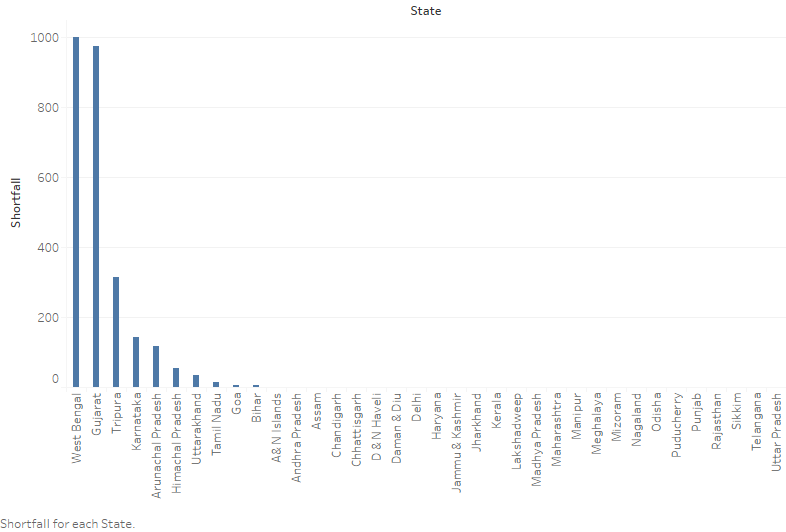 State
1000
800
600
400
200
0
Shortfall
West Bengal
Gujarat
Tripura
Karnataka
Arunachal Pradesh
Himachal Pradesh
Uttarakhand
Tamil Nadu
Goa
Bihar
A& N Islands
Andhra Pradesh
Assam
Chandigarh
Chhattisgarh
D & N Haveli
Daman & Diu
Delhi
Haryana
Jammu & Kashmir
Jharkhand
Kerala
Lakshadweep
Madhya Pradesh
Maharashtra
Manipur
Meghalaya
Mizoram
Nagaland
Odisha
Puducherry
Punjab
Rajasthan
Sikkim
Telangana
Uttar Pradesh
Shortfall for each State.